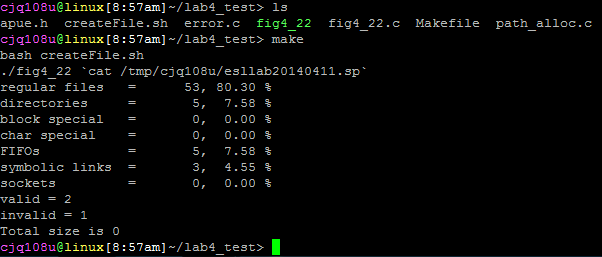 cjq108u@linux[8:57am]~/lab4_test> ls
apue.h  createFile.sh  error.c  fig4_22  fig4_22.c  Makefile  path_alloc.c
cjq108u@linux[8:57am]~/lab4_test> make
bash createFile.sh
./fig4_22 `cat /tmp/cjq108u/esllab20140411.sp`
regular files   =      53, 80.30 %
directories     =       5,  7.58 %
block special   =       0,  0.00 %
char special    =       0,  0.00 %
FIFOs           =       5,  7.58 %
symbolic links  =       3,  4.55 %
sockets         =       0,  0.00 %
valid = 2
invalid = 1
Total size is 0
cjq108u@linux[8:57am]~/lab4_test>